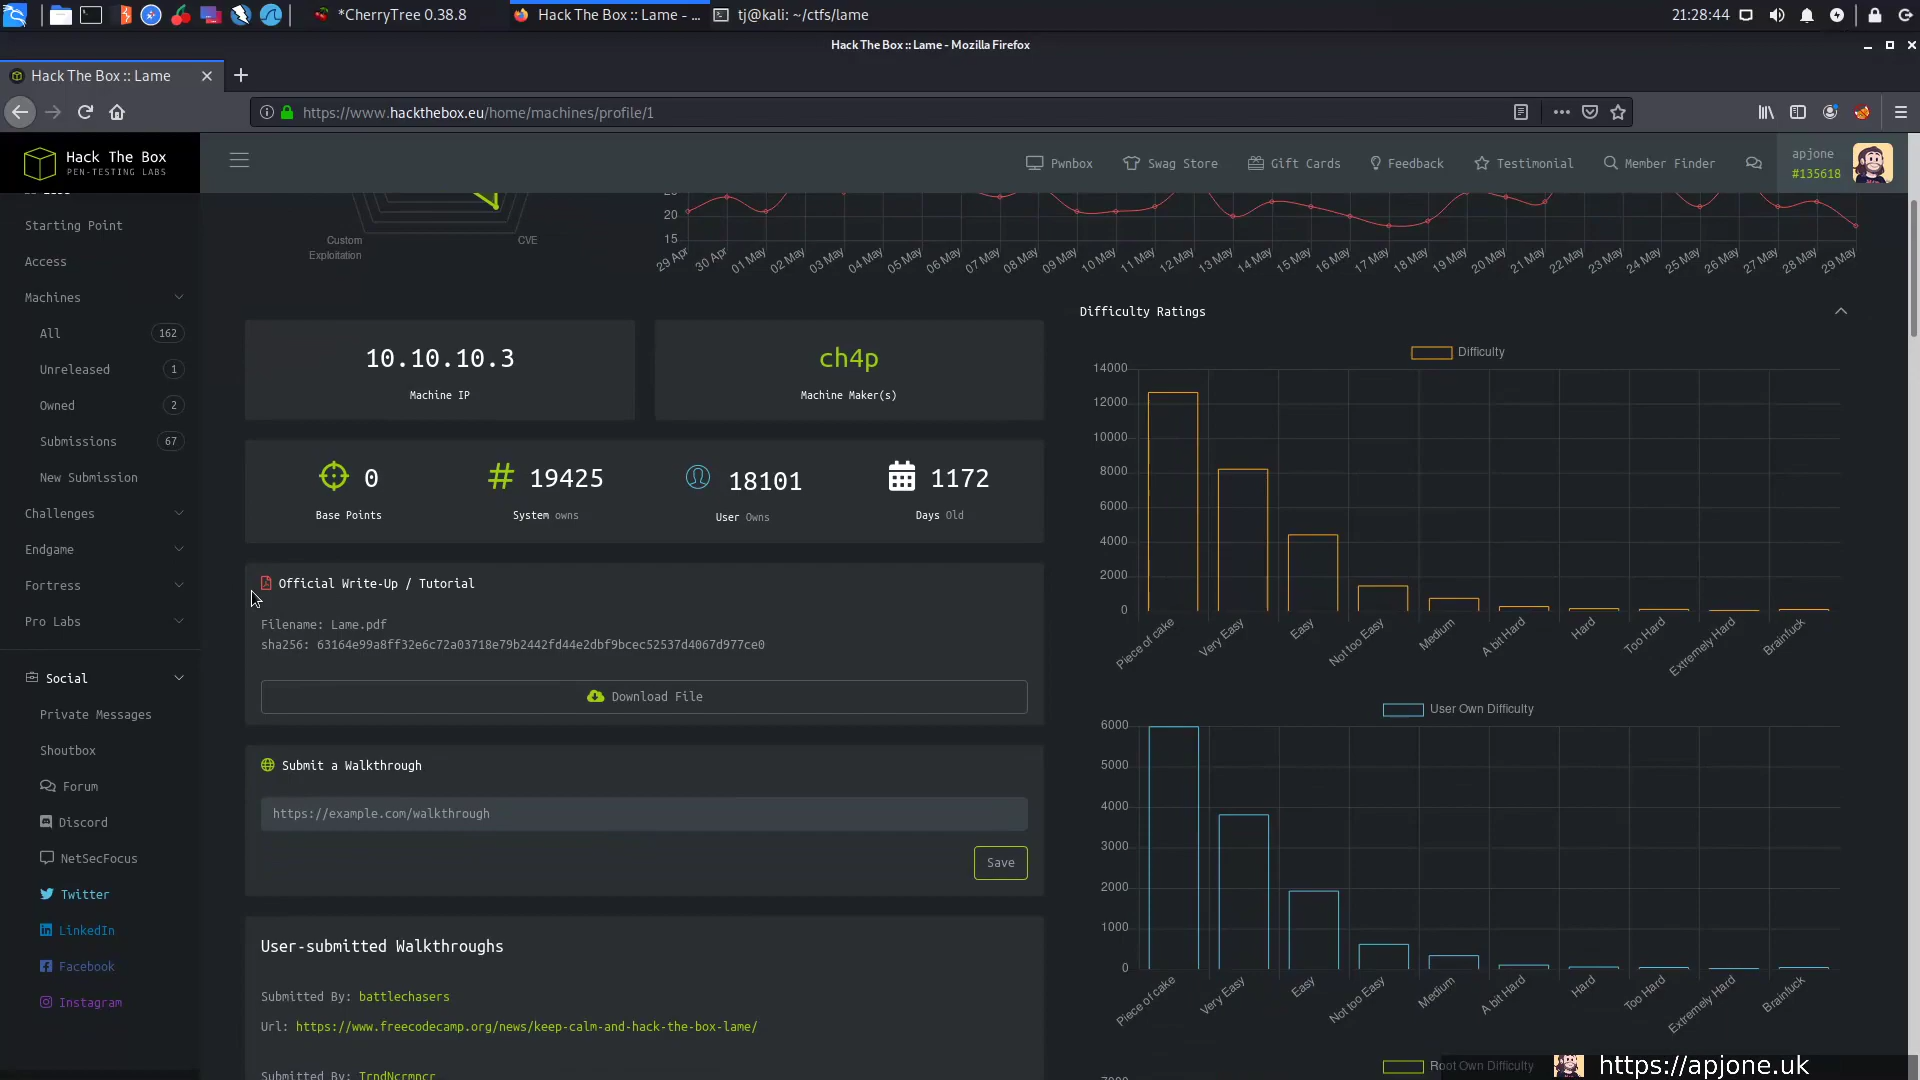 *CherryTree 0.38.8
Hack The Box :: Lame - ...
tj@kali: ~/ctfs/lame
21:28:44
Hack The Box :: Lame - Mozilla Firefox
Hack The Box :: Lame
https://www.hackthebox.eu/home/machines/profile/1
Hack The Box
PEN-TESTING LABS
Pwnbox
Swag Store
Gift Cards
Feedback
Testimonial
Member Finder
apjone
#135618
Starting Point
Access
Machines
All 162
Unreleased 1
Owned 2
Submissions 67
New Submission
Challenges
Endgame
Fortress
Pro Labs
Social
Private Messages
Shoutbox
Forum
Discord
NetSecFocus
Twitter
LinkedIn
Facebook
Instagram
Custom
Exploitation
CVE
20
15
29 Apr 30 Apr 01 May 02 May 03 May 04 May 05 May 06 May 07 May 08 May 09 May 10 May 11 May 12 May 13 May 14 May 15 May 16 May 17 May 18 May 19 May 20 May 21 May 22 May 23 May 24 May 25 May 26 May 27 May 28 May 29 May
10.10.10.3
Machine IP
ch4p
Machine Maker(s)
0
Base Points
19425
System owns
18101
User Owns
1172
Days Old
Official Write-Up / Tutorial
Filename: Lame.pdf
sha256: 63164e99a8ff32e6c72a03718e79b2442fd44e2dbf9bcec52537d4067d977ce0
Download File
Submit a Walkthrough
https://example.com/walkthrough
Save
User-submitted Walkthroughs
Submitted By: battlechasers
Url: https://www.freecodecamp.org/news/keep-calm-and-hack-the-box-lame/
Submitted By: TrndNcrmpcr
Difficulty Ratings
Difficulty
14000
12000
10000
8000
6000
4000
2000
0
Piece of cake Very Easy Easy Not too Easy Medium A bit Hard Hard Too Hard Extremely Hard Brainfuck
User Own Difficulty
6000
5000
4000
3000
2000
1000
0
Piece of cake Very Easy Easy Not too Easy Medium A bit Hard Hard Too Hard Extremely Hard Brainfuck
Root Own Difficulty
https://apjone.uk